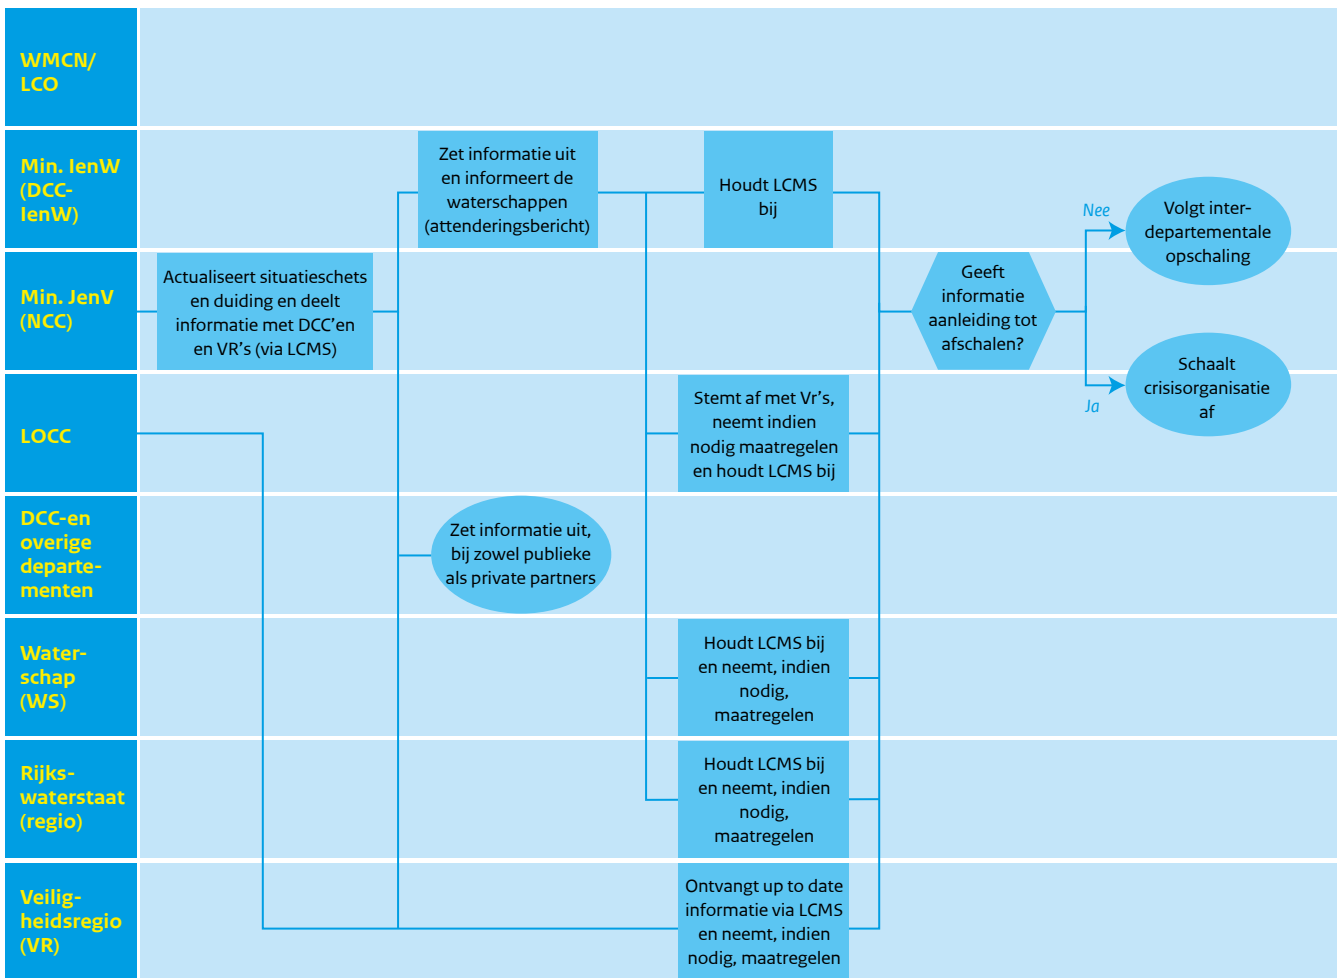 WMCN/
LCO
Min. IenW
(DCC-
IenW)
Zet informatie uit
en informeert de
waterschappen
(attenderingsbericht)
Houdt LCMS
bij
Nee
Volgt inter-
departementale
opschaling
Min. JenV
(NCC)
Actualiseert situatieschets
en duiding en deelt
informatie met DCC'en
en VR's (via LCMS)
Geeft
informatie
aanleiding tot
afschalen?
Ja
Schaalt
crisisorganisatie
af
LOCC
Stemt af met Vr's,
neemt indien
nodig maatregelen
en houdt LCMS bij
DCC-en
overige
departe-
menten
Zet informatie uit,
bij zowel publieke
als private partners
Water-
schap
(WS)
Houdt LCMS bij
en neemt, indien
nodig,
maatregelen
Rijks-
waterstaat
(regio)
Houdt LCMS bij
en neemt, indien
nodig,
maatregelen
Veilig-
heidsregio
(VR)
Ontvangt up to date
informatie via LCMS
en neemt, indien
nodig, maatregelen